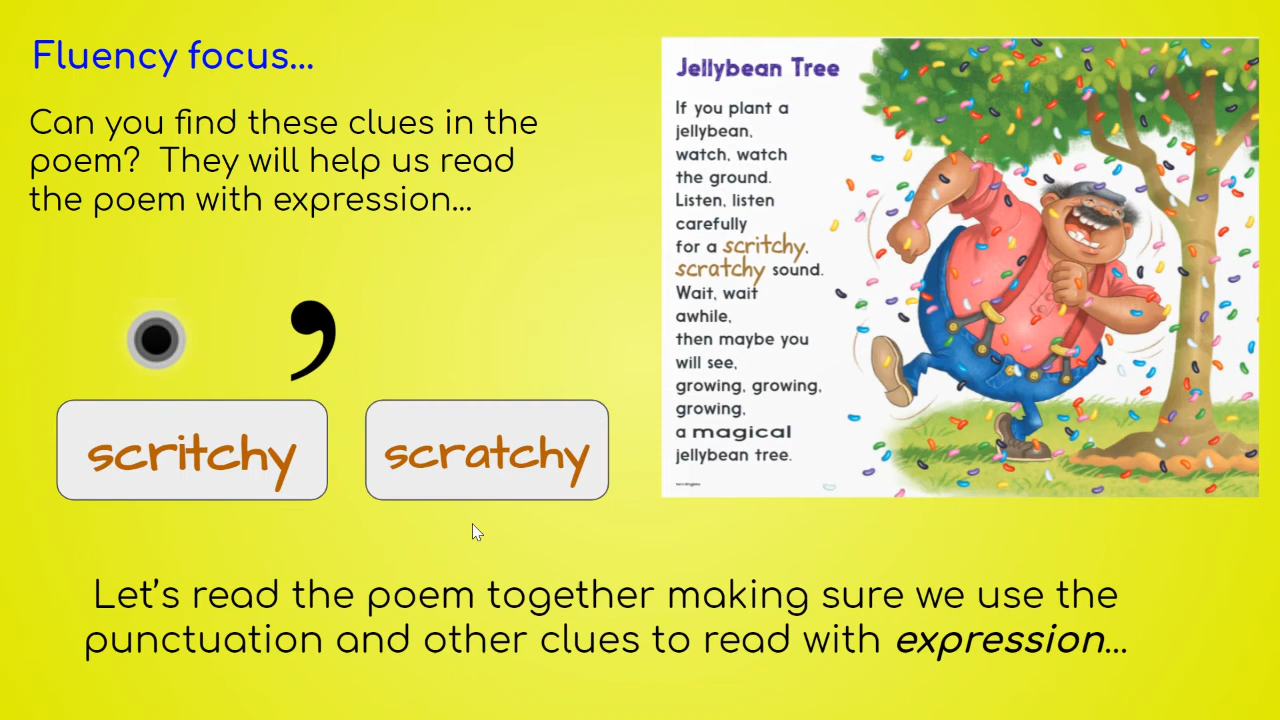 Fluency focus...
Can you find these clues in the
poem?  They will help us read
the poem with expression...
,
scritchy
scratchy
Jellybean Tree
If you plant a
jellybean,
watch, watch
the ground.
Listen, listen
carefully
for a scritchy,
scratchy sound.
Wait, wait
awhile,
then maybe you
will see,
growing, growing,
growing,
a magical
jellybean tree.
Let's read the poem together making sure we use the
punctuation and other clues to read with expression...